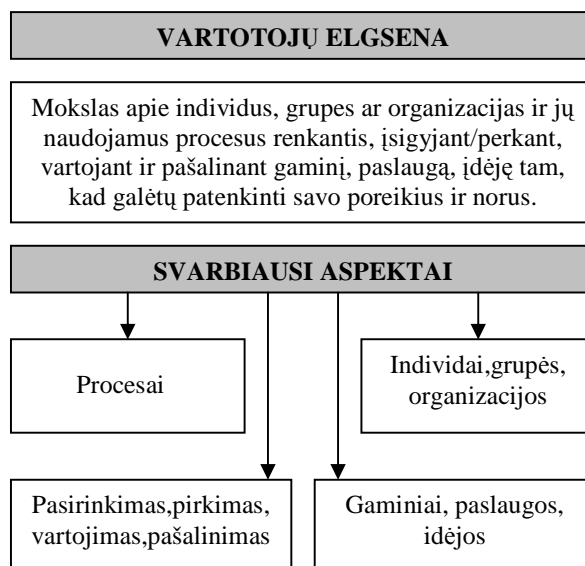 VARTOTOJŲ ELGSENA
Mokslas apie individus, grupes ar organizacijas ir jų
naudojamus procesus renkantis, įsigyjant/perkant,
vartojant ir pašalinant gaminį, paslaugą, įdėję tam,
kad galėtų patenkinti savo poreikius ir norus.
SVARBIAUSI ASPEKTAI
Procesai
Individai,grupės,
organizacijos
Pasirinkimas,pirkimas,
vartojimas,pašalinimas
Gaminiai, paslaugos,
idėjos